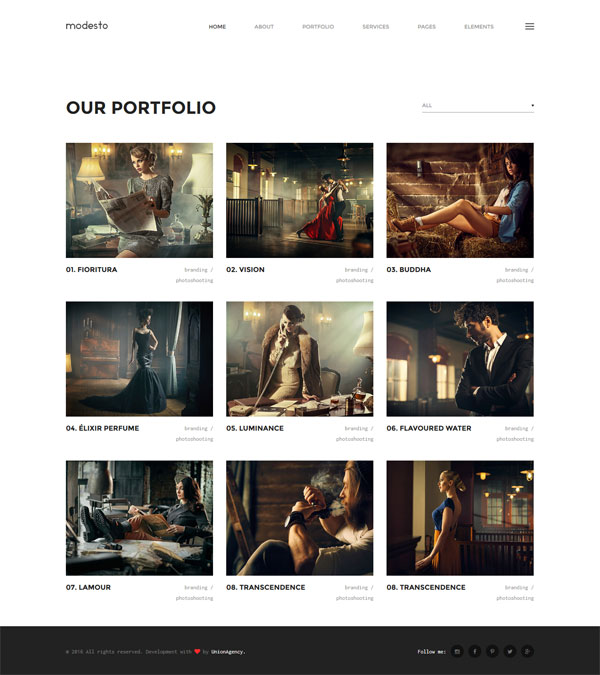 modesto
HOME ABOUT PORTFOLIO SERVICES PAGES ELEMENTS
OUR PORTFOLIO
ALL
01. FIORITURA branding /
photoshooting
02. VISION branding /
photoshooting
03. BUDDHA branding /
photoshooting
04. ÉLIXIR PERFUME branding /
photoshooting
05. LUMINANCE branding /
photoshooting
06. FLAVOURED WATER branding /
photoshooting
07. LAMOUR branding /
photoshooting
08. TRANSCENDENCE branding /
photoshooting
08. TRANSCENDENCE branding /
photoshooting
© 2016 All rights reserved. Development with ❤ by UnionAgency.
Follow me: